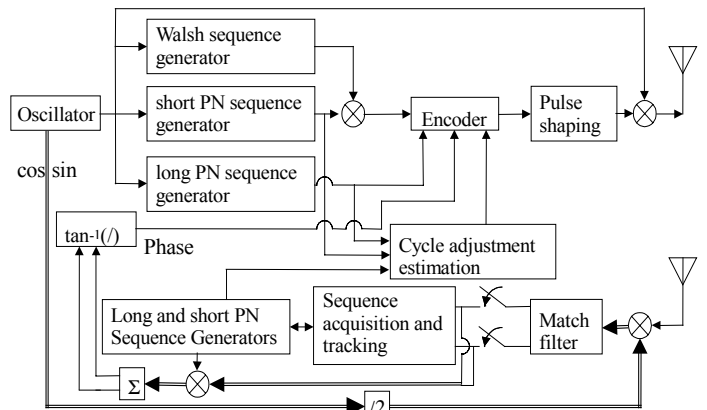 Walsh sequence
generator
Oscillator
short PN sequence
generator
Encoder
Pulse
shaping
cos sin
long PN sequence
generator
tan-1(/)
Phase
Cycle adjustment
estimation
Long and short PN
Sequence Generators
Sequence
acquisition and
tracking
Match
filter
Σ
/2